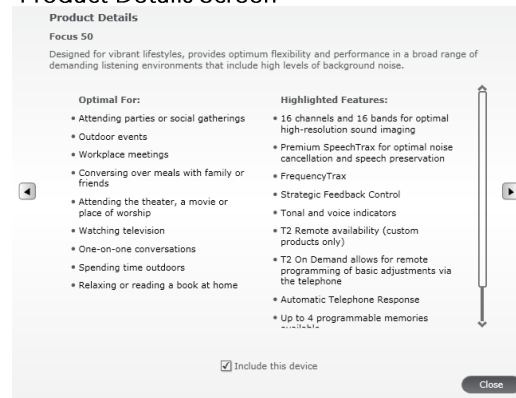 Product Details Screen
Product Details
Focus 50
Designed for vibrant lifestyles, provides optimum flexibility and performance in a broad range of
demanding listening environments that include high levels of background noise.
Optimal For:
• Attending parties or social gatherings
• Outdoor events
• Workplace meetings
• Conversing over meals with family or
friends
• Attending the theater, a movie or
place of worship
• Watching television
• One-on-one conversations
• Spending time outdoors
• Relaxing or reading a book at home
Highlighted Features:
• 16 channels and 16 bands for optimal
high-resolution sound imaging
• Premium SpeechTrax for optimal noise
cancellation and speech preservation
• FrequencyTrax
• Strategic Feedback Control
• Tonal and voice indicators
• T2 Remote availability (custom
products only)
• T2 On Demand allows for remote
programming of basic adjustments via
the telephone
• Automatic Telephone Response
• Up to 4 programmable memories
available
Include this device
Close